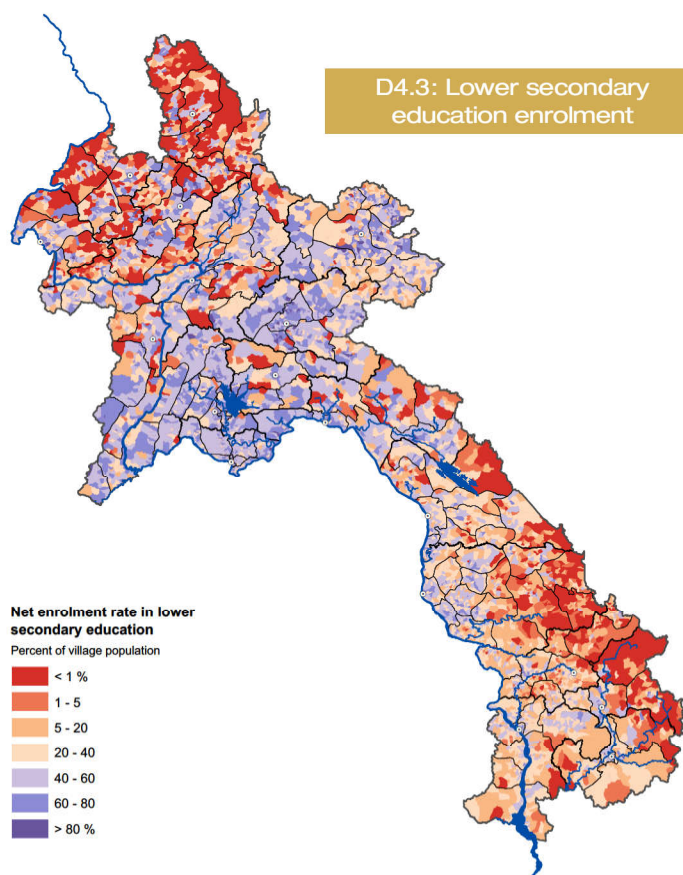 D4.3: Lower secondary
education enrolment
Net enrolment rate in lower
secondary education
Percent of village population
< 1 %
1 - 5
5 - 20
20 - 40
40 - 60
60 - 80
> 80 %